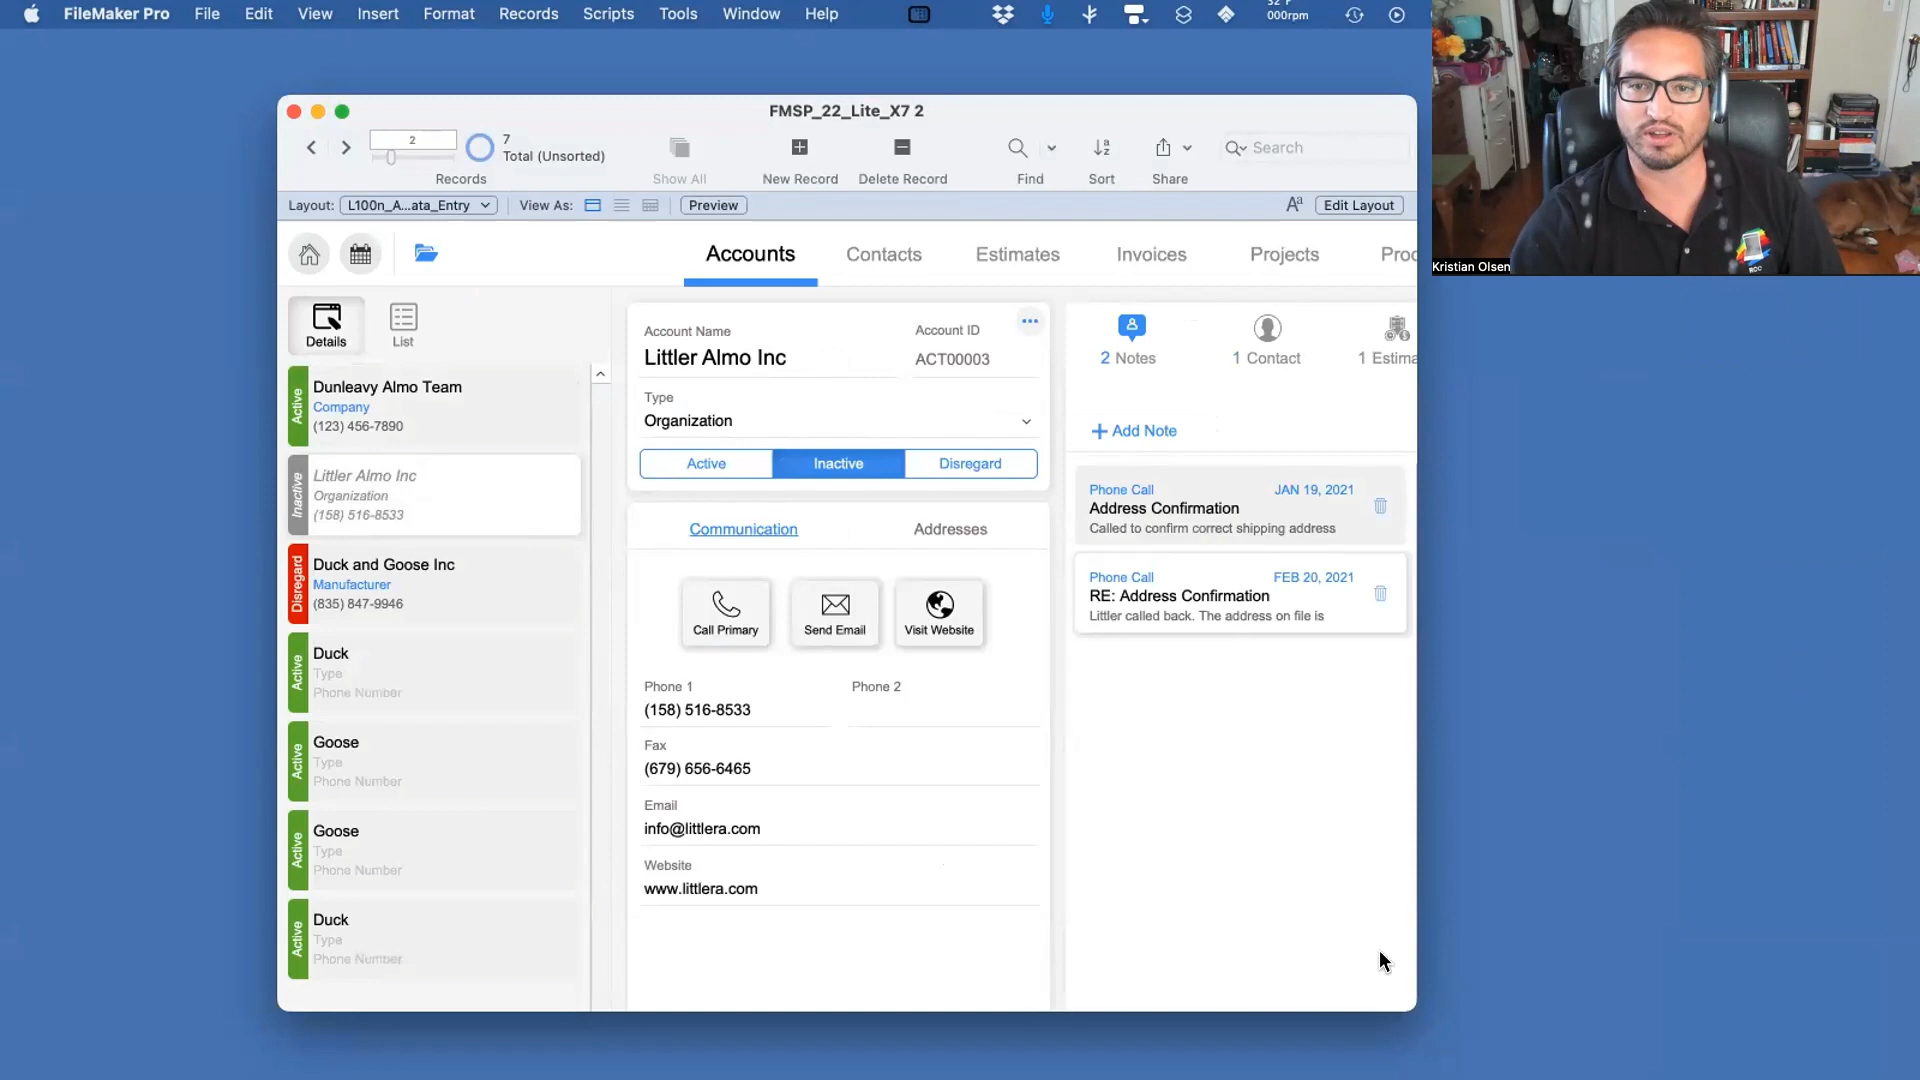 FileMaker Pro File Edit View Insert Format Records Scripts Tools Window Help
000rpm
FMSP_22_Lite_X7 2
2
7
Total (Unsorted)
Records
Show All
New Record
Delete Record
Find
Sort
Share
Search
Layout: L100n_A...ata_Entry View As: Preview
Aª Edit Layout
Accounts Contacts Estimates Invoices Projects Proc
Details
List
Active
Dunleavy Almo Team
Company
(123) 456-7890
Inactive
Littler Almo Inc
Organization
(158) 516-8533
Disregard
Duck and Goose Inc
Manufacturer
(835) 847-9946
Active
Duck
Type
Phone Number
Active
Goose
Type
Phone Number
Active
Goose
Type
Phone Number
Active
Duck
Type
Phone Number
Account Name
Littler Almo Inc
Account ID
ACT00003
Type
Organization
Active Inactive Disregard
Communication Addresses
Call Primary
Send Email
Visit Website
Phone 1
(158) 516-8533
Phone 2
Fax
(679) 656-6465
Email
info@littlera.com
Website
www.littlera.com
2 Notes
1 Contact
1 Estima
+ Add Note
Phone Call JAN 19, 2021
Address Confirmation
Called to confirm correct shipping address
Phone Call FEB 20, 2021
RE: Address Confirmation
Littler called back. The address on file is
Kristian Olsen
RCC